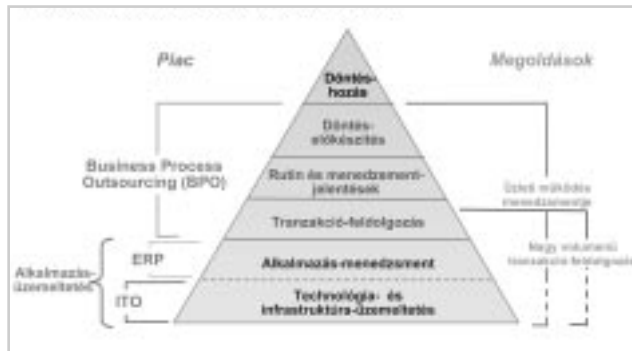 Piac
Megoldások
Döntés-
hozás
Döntés-
előkészítés
Rutin és menedzsment-
jelentések
Tranzakció-feldolgozás
Alkalmazás-menedzsment
Technológia- és
infrastruktúra-üzemeltetés
Business Process
Outsourcing (BPO)
ERP
Alkalmazás-
üzemeltetés
ITO
Üzleti működés
menedzsmentje
Nagy volumenű
tranzakció-feldolgozás